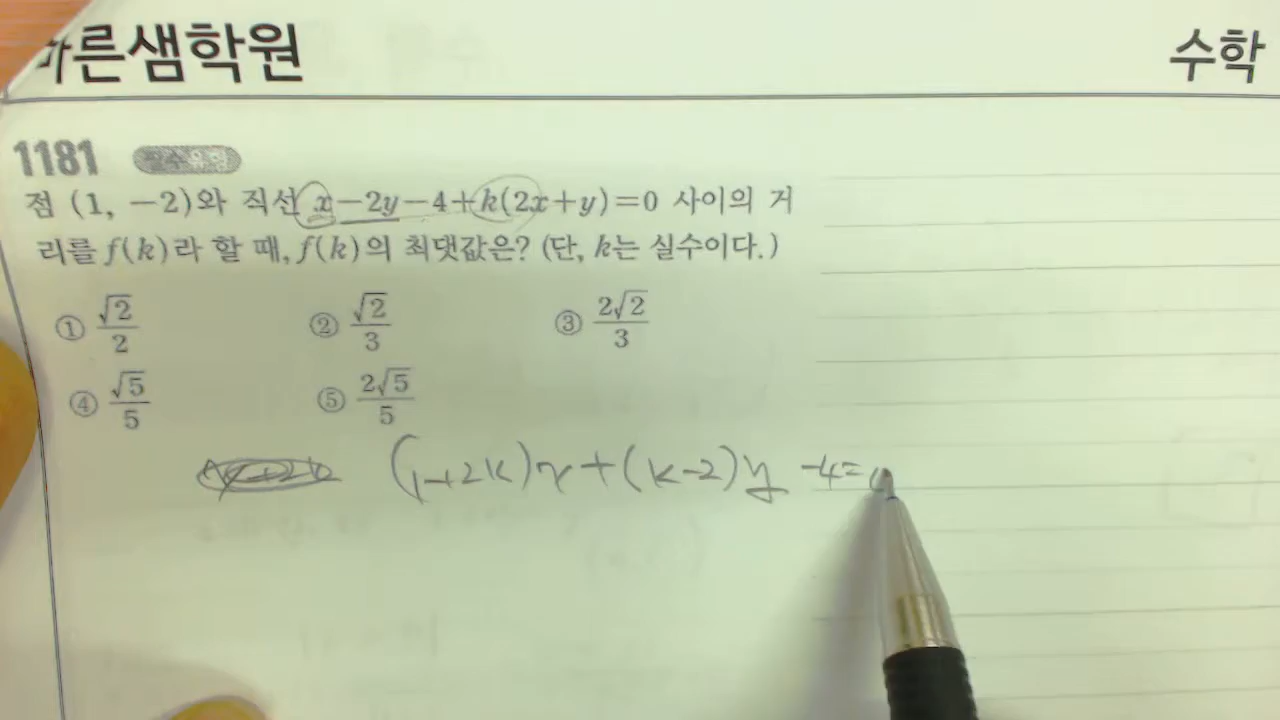 바른샘학원 수학
1181
점 (1, −2)와 직선 x−2y−4+k(2x+y)=0 사이의 거
리를 f(k)라 할 때, f(k)의 최댓값은? (단, k는 실수이다.)
① √2/2 ② √2/3 ③ 2√2/3
④ √5/5 ⑤ 2√5/5
(1+2k)x+(k-2)y -4=0